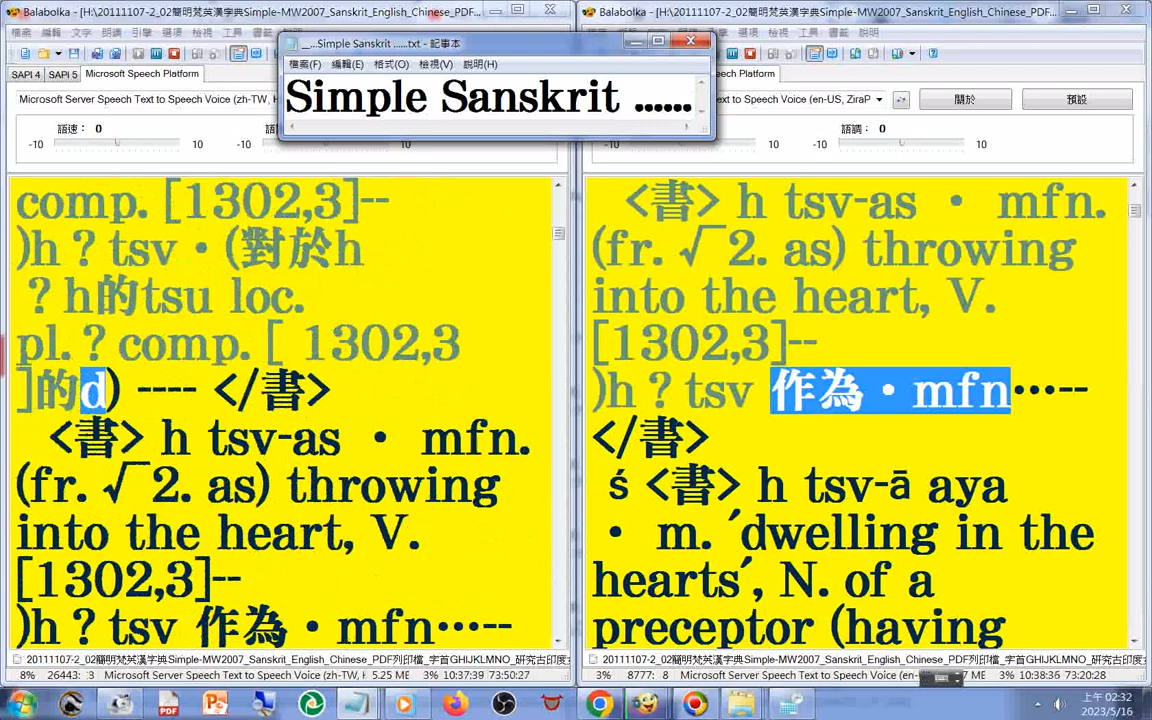 Balabolka - [H:\20111107-2_02簡明梵英漢字典Simple-MW2007_Sanskrit_English_Chinese_PDF...
Balabolka - [H:\20111107-2_02簡明梵英漢字典Simple-MW2007_Sanskrit_English_Chinese_PDF...
檔案 編輯 文字 朗讀 引擎 選項 檢視 工具 書籤 說明
書籤 說明
__...Simple Sanskrit ......txt - 記事本
檔案(F) 編輯(E) 格式(O) 檢視(V) 說明(H)
Simple Sanskrit ......
SAPI 4 SAPI 5 Microsoft Speech Platform
eech Platform
Microsoft Server Speech Text to Speech Voice (zh-TW, H
ext to Speech Voice (en-US, ZiraP
關於 預設
語速: 0
語調: 0
-10 10 -10 10
-10 10 -10 10
comp. [1302,3]--
)h ? tsv • (對於h
? h的tsu loc.
pl. ? comp. [ 1302,3
]的d) ---- </書>
<書> h tsv-as • mfn.
(fr. √ 2. as) throwing
into the heart, V.
[1302,3]--
)h ? tsv 作為 • mfn…--
<書> h tsv-as • mfn.
(fr. √ 2. as) throwing
into the heart, V.
[1302,3]--
)h ? tsv 作為 • mfn…--
</書>
ś <書> h tsv-ā aya
• m. ´dwelling in the
hearts´, N. of a
preceptor (having
20111107-2_02簡明梵英漢字典Simple-MW2007_Sanskrit_English_Chinese_PDF列印檔_字首GHIJKLMNO_研究古印度
20111107-2_02簡明梵英漢字典Simple-MW2007_Sanskrit_English_Chinese_PDF列印檔_字首GHIJKLMNO_研究古印度
8% 26443: :3 Microsoft Server Speech Text to Speech Voice (zh-TW, 5.25 ME 3% 10:37:39 73:50:27
3% 8777: 8 Microsoft Server Speech Text to Speech Voice ME 3% 10:38:36 73:20:28
上午 02:32
2023/5/16